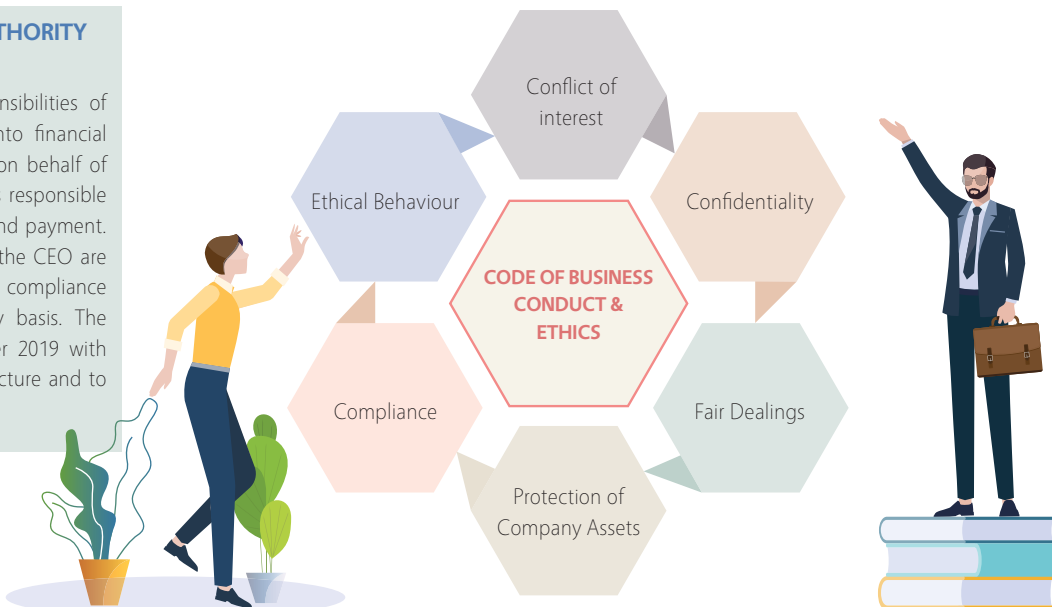 nsibilities of
financial
on behalf of
responsible
nd payment.
the CEO are
compliance
basis. The
2019 with
cture and to
Conflict of
interest
Ethical Behaviour
Confidentiality
CODE OF BUSINESS
CONDUCT &
ETHICS
Compliance
Fair Dealings
Protection of
Company Assets